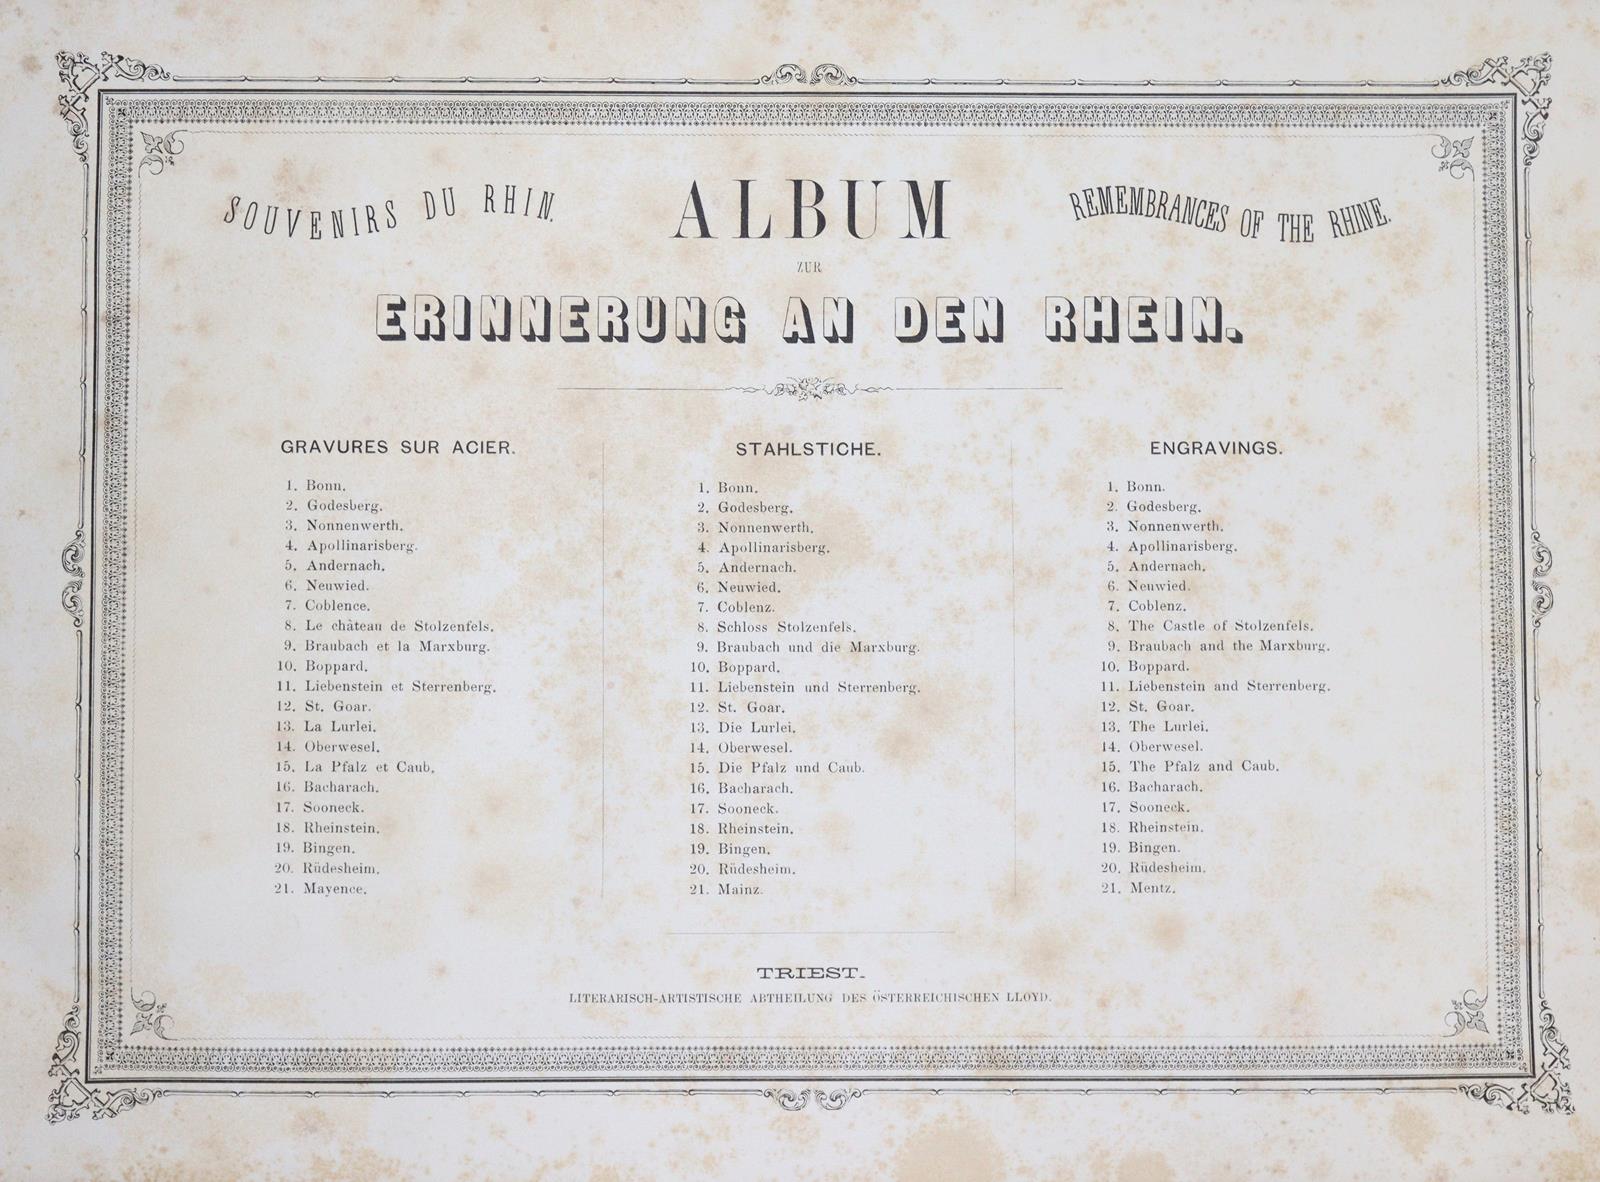 SOUVENIRS DU RHIN.
ALBUM
REMEMBRANCES OF THE RHINE.
ZUR
ERINNERUNG AN DEN RHEIN.
GRAVURES SUR ACIER.
1. Bonn.
2. Godesberg.
3. Nonnenwerth.
4. Apollinarisberg.
5. Andernach.
6. Neuwied.
7. Coblence.
8. Le château de Stolzenfels.
9. Braubach et la Marxburg.
10. Boppard.
11. Liebenstein et Sterrenberg.
12. St. Goar.
13. La Lurlei.
14. Oberwesel.
15. La Pfalz et Caub.
16. Bacharach.
17. Sooneck.
18. Rheinstein.
19. Bingen.
20. Rüdesheim.
21. Mayence.
STAHLSTICHE.
1. Bonn.
2. Godesberg.
3. Nonnenwerth.
4. Apollinarisberg.
5. Andernach.
6. Neuwied.
7. Coblenz.
8. Schloss Stolzenfels.
9. Braubach und die Marxburg.
10. Boppard.
11. Liebenstein und Sterrenberg.
12. St. Goar.
13. Die Lurlei.
14. Oberwesel.
15. Die Pfalz und Caub.
16. Bacharach.
17. Sooneck.
18. Rheinstein.
19. Bingen.
20. Rüdesheim.
21. Mainz.
ENGRAVINGS.
1. Bonn.
2. Godesberg.
3. Nonnenwerth.
4. Apollinarisberg.
5. Andernach.
6. Neuwied.
7. Coblenz.
8. The Castle of Stolzenfels.
9. Braubach and the Marxburg.
10. Boppard.
11. Liebenstein and Sterrenberg.
12. St. Goar.
13. The Lurlei.
14. Oberwesel.
15. The Pfalz and Caub.
16. Bacharach.
17. Sooneck.
18. Rheinstein.
19. Bingen.
20. Rüdesheim.
21. Mentz.
TRIEST.
LITERARISCH-ARTISTISCHE ABTHEILUNG DES ÖSTERREICHISCHEN LLOYD.